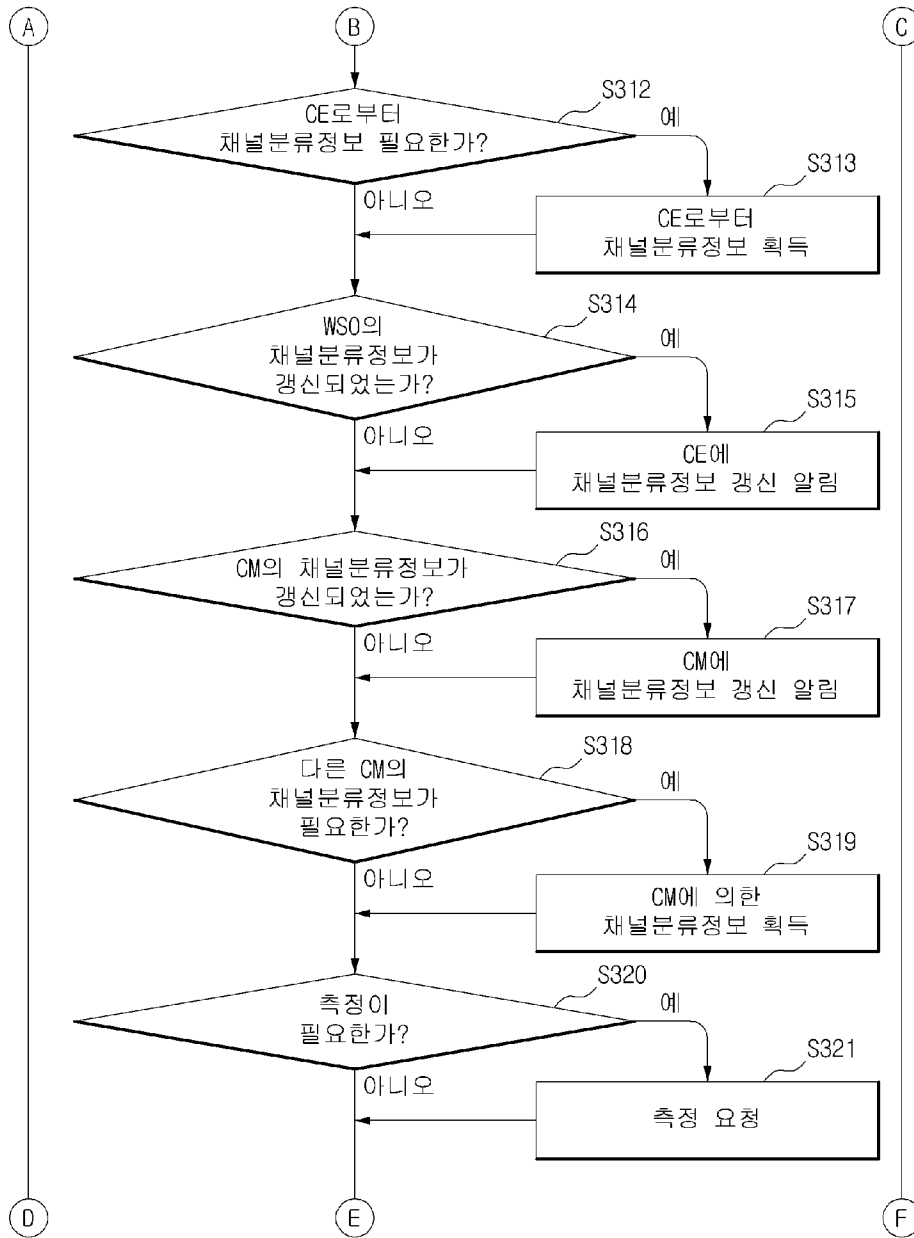 A
B
C
S312
CE로부터
채널분류정보 필요한가?
예
아니오
S313
CE로부터
채널분류정보 획득
S314
WSO의
채널분류정보가
갱신되었는가?
예
아니오
S315
CE에
채널분류정보 갱신 알림
S316
CM의 채널분류정보가
갱신되었는가?
예
아니오
S317
CM에
채널분류정보 갱신 알림
S318
다른 CM의
채널분류정보가
필요한가?
예
아니오
S319
CM에 의한
채널분류정보 획득
S320
측정이
필요한가?
예
아니오
S321
측정 요청
D
E
F